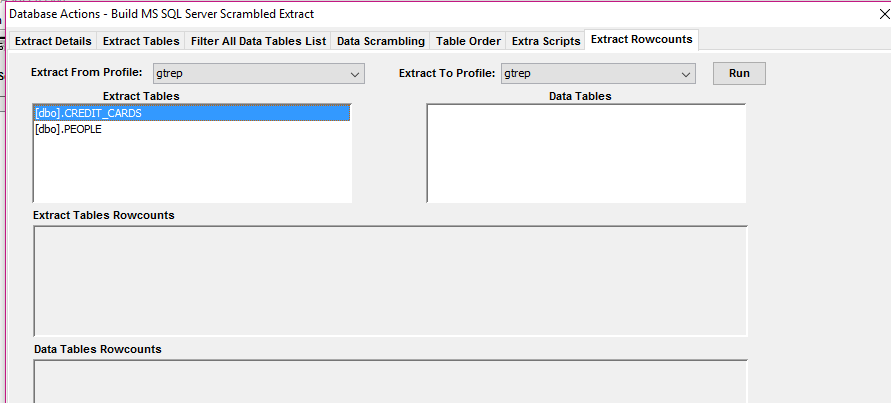 Database Actions - Build MS SQL Server Scrambled Extract
Extract Details Extract Tables Filter All Data Tables List Data Scrambling Table Order Extra Scripts Extract Rowcounts
Extract From Profile: gtrep Extract To Profile: gtrep Run
Extract Tables Data Tables
[dbo].CREDIT_CARDS
[dbo].PEOPLE
Extract Tables Rowcounts
Data Tables Rowcounts